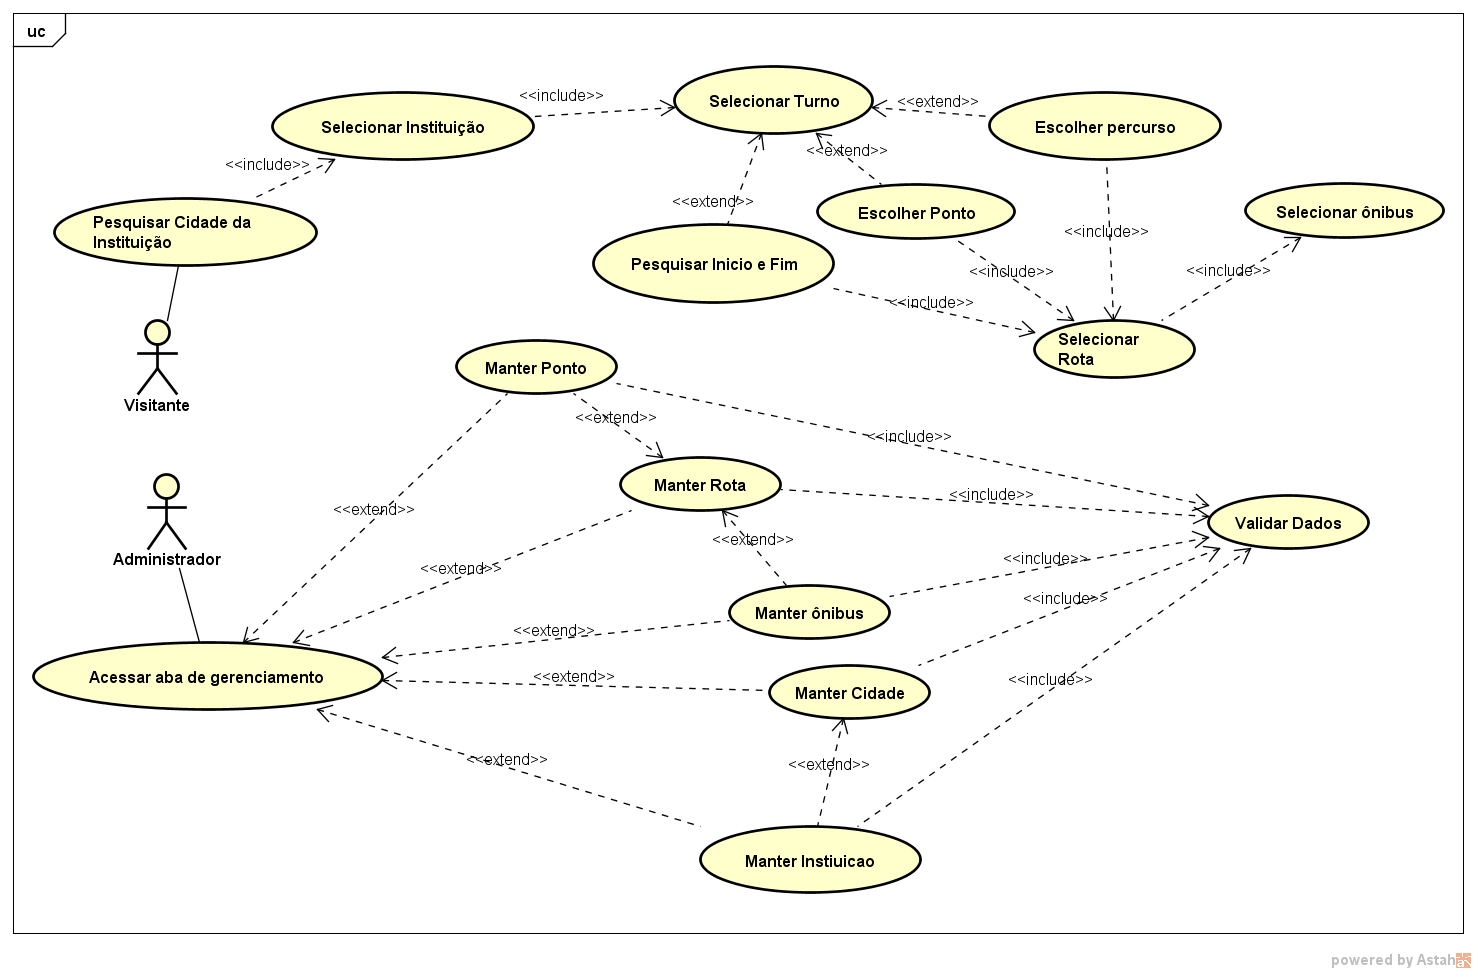 uc
<<include>>
Selecionar Turno
<<extend>>
Selecionar Instituição
Escolher percurso
<<include>>
<<extend>>
<<extend>>
Pesquisar Cidade da
Instituição
Escolher Ponto
Selecionar ônibus
<<include>>
Pesquisar Inicio e Fim
<<include>>
<<include>>
<<include>>
Selecionar
Rota
Manter Ponto
Visitante
<<extend>>
<<include>>
Manter Rota
<<include>>
<<extend>>
Validar Dados
<<extend>>
Administrador
<<include>>
<<extend>>
<<include>>
Manter ônibus
<<extend>>
Acessar aba de gerenciamento
<<extend>>
<<include>>
Manter Cidade
<<extend>>
<<extend>>
Manter Instiuicao
powered by Astah